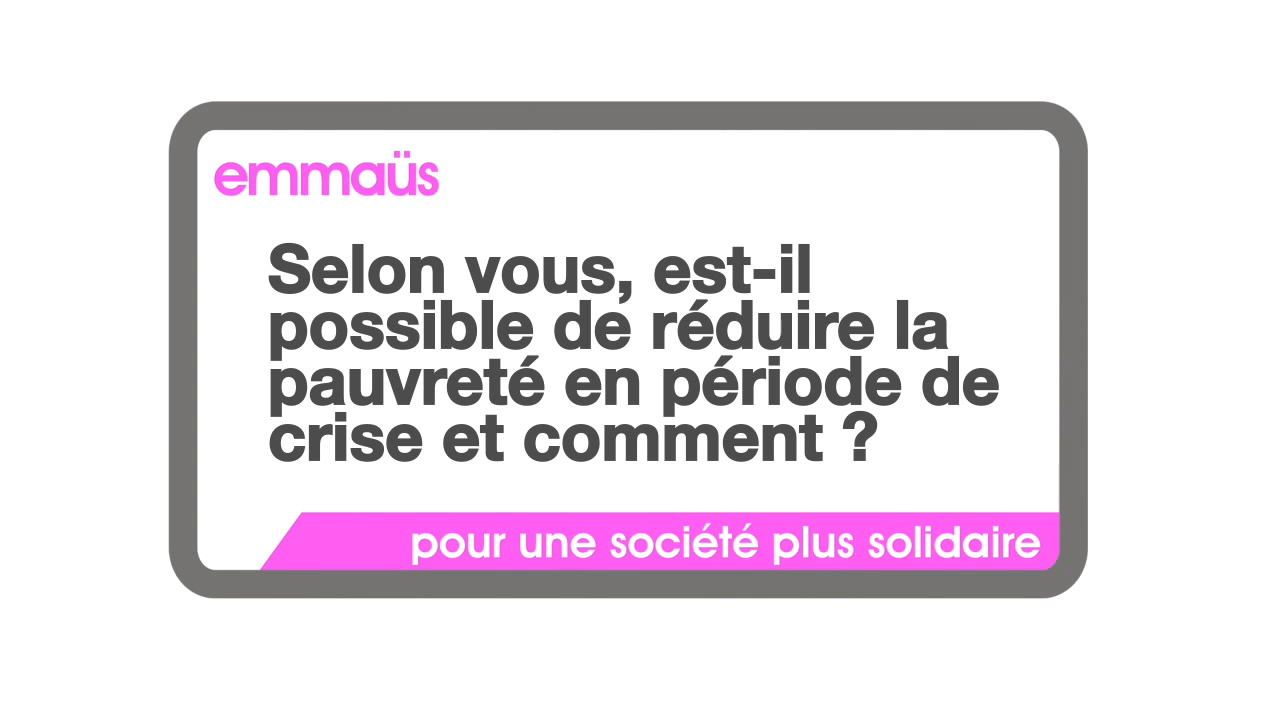 emmaüs
Selon vous, est-il
possible de réduire la
pauvreté en période de
crise et comment ?
pour une société plus solidaire